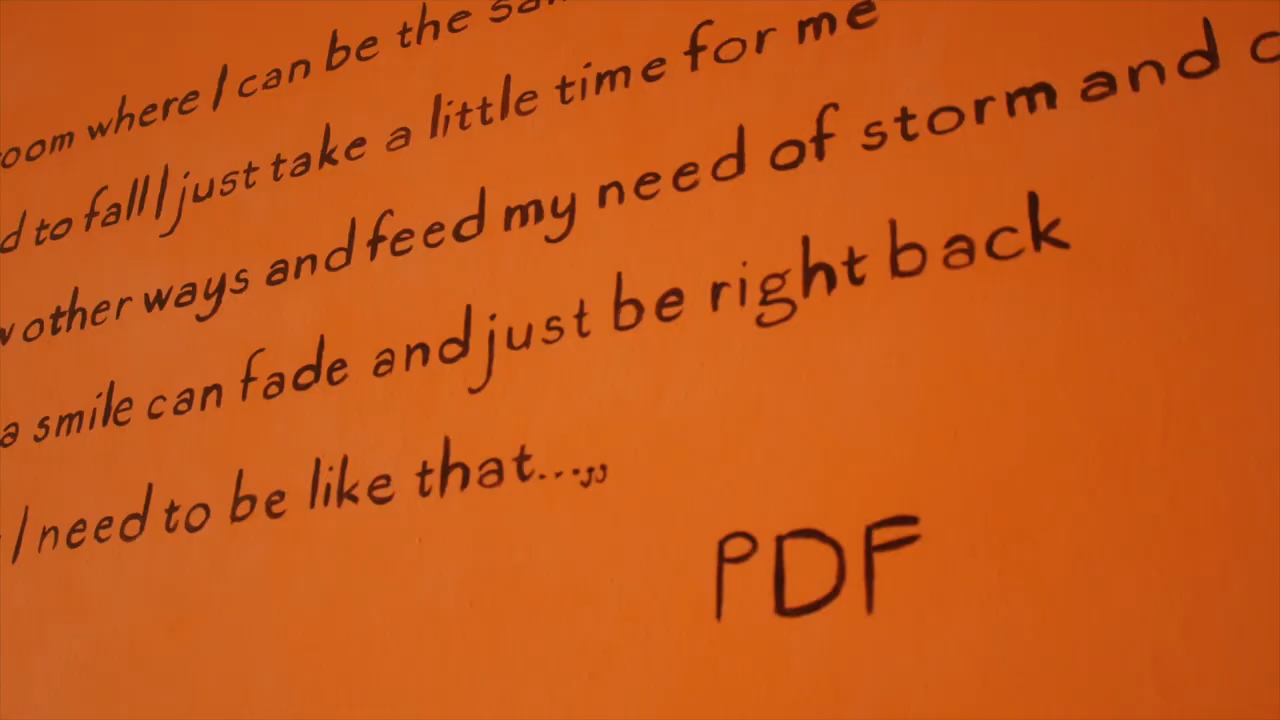 where I can be the
to fall I just take a little time for me
other ways and feed my need of storm and
a smile can fade and just be right back
I need to be like that...,,
PDF